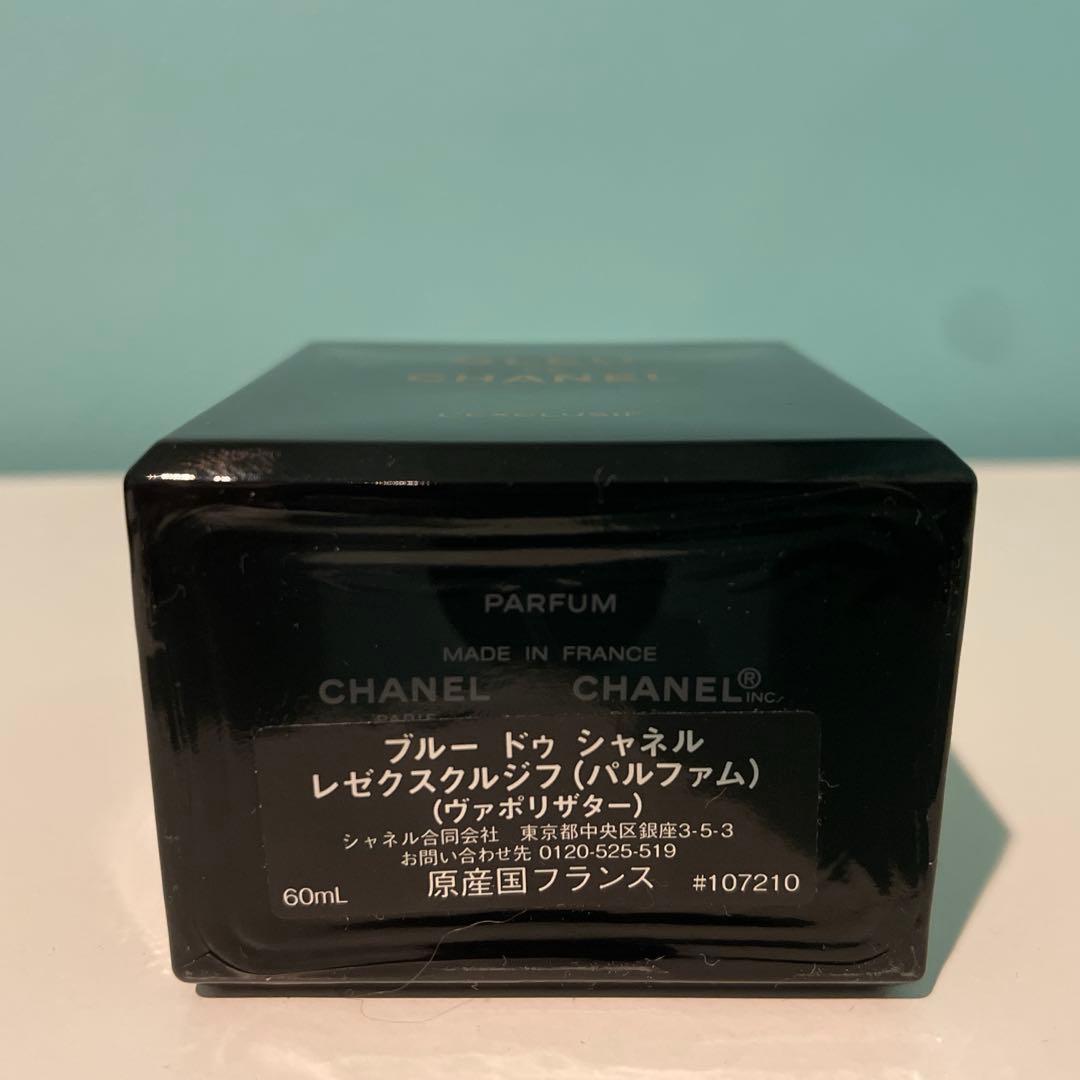 CHANEL
L'EXCLUSIF
PARFUM
MADE IN FRANCE
CHANEL CHANEL® INC.
ブルー ドゥ シャネル
レゼクスクルジフ(パルファム)
(ヴァポリザター)
シャネル合同会社 東京都中央区銀座3-5-3
お問い合わせ先 0120-525-519
60mL 原産国フランス #107210